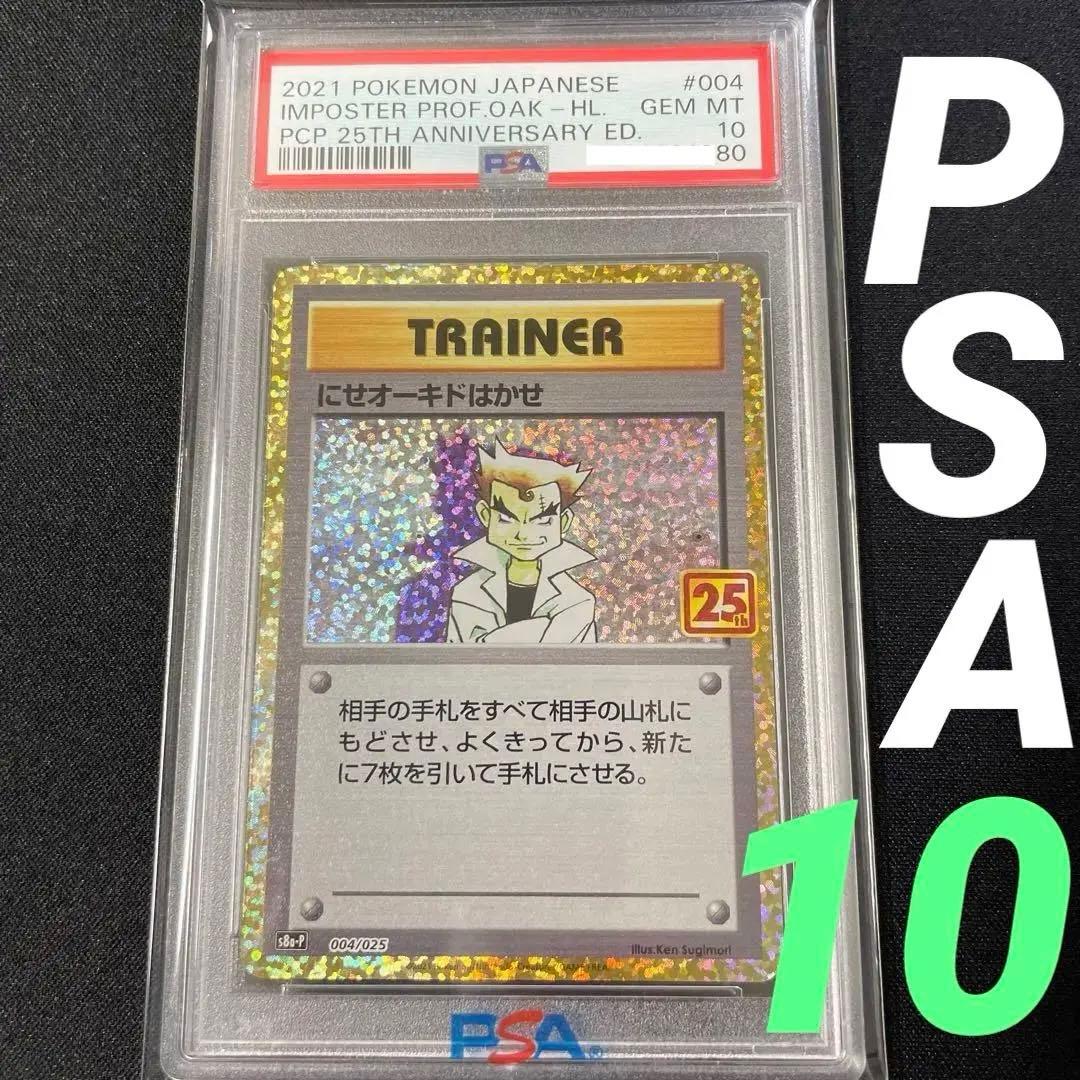 2021 POKEMON JAPANESE #004
IMPOSTER PROF.OAK-HL. GEM MT
PCP 25TH ANNIVERSARY ED. 10
80
PSA
TRAINER
にせオーキドはかせ
25th
相手の手札をすべて相手の山札に
もどさせ、よくきってから、新た
に7枚を引いて手札にさせる。
s8a-P 004/025 Illus.Ken Sugimori
PSA
PSA
10